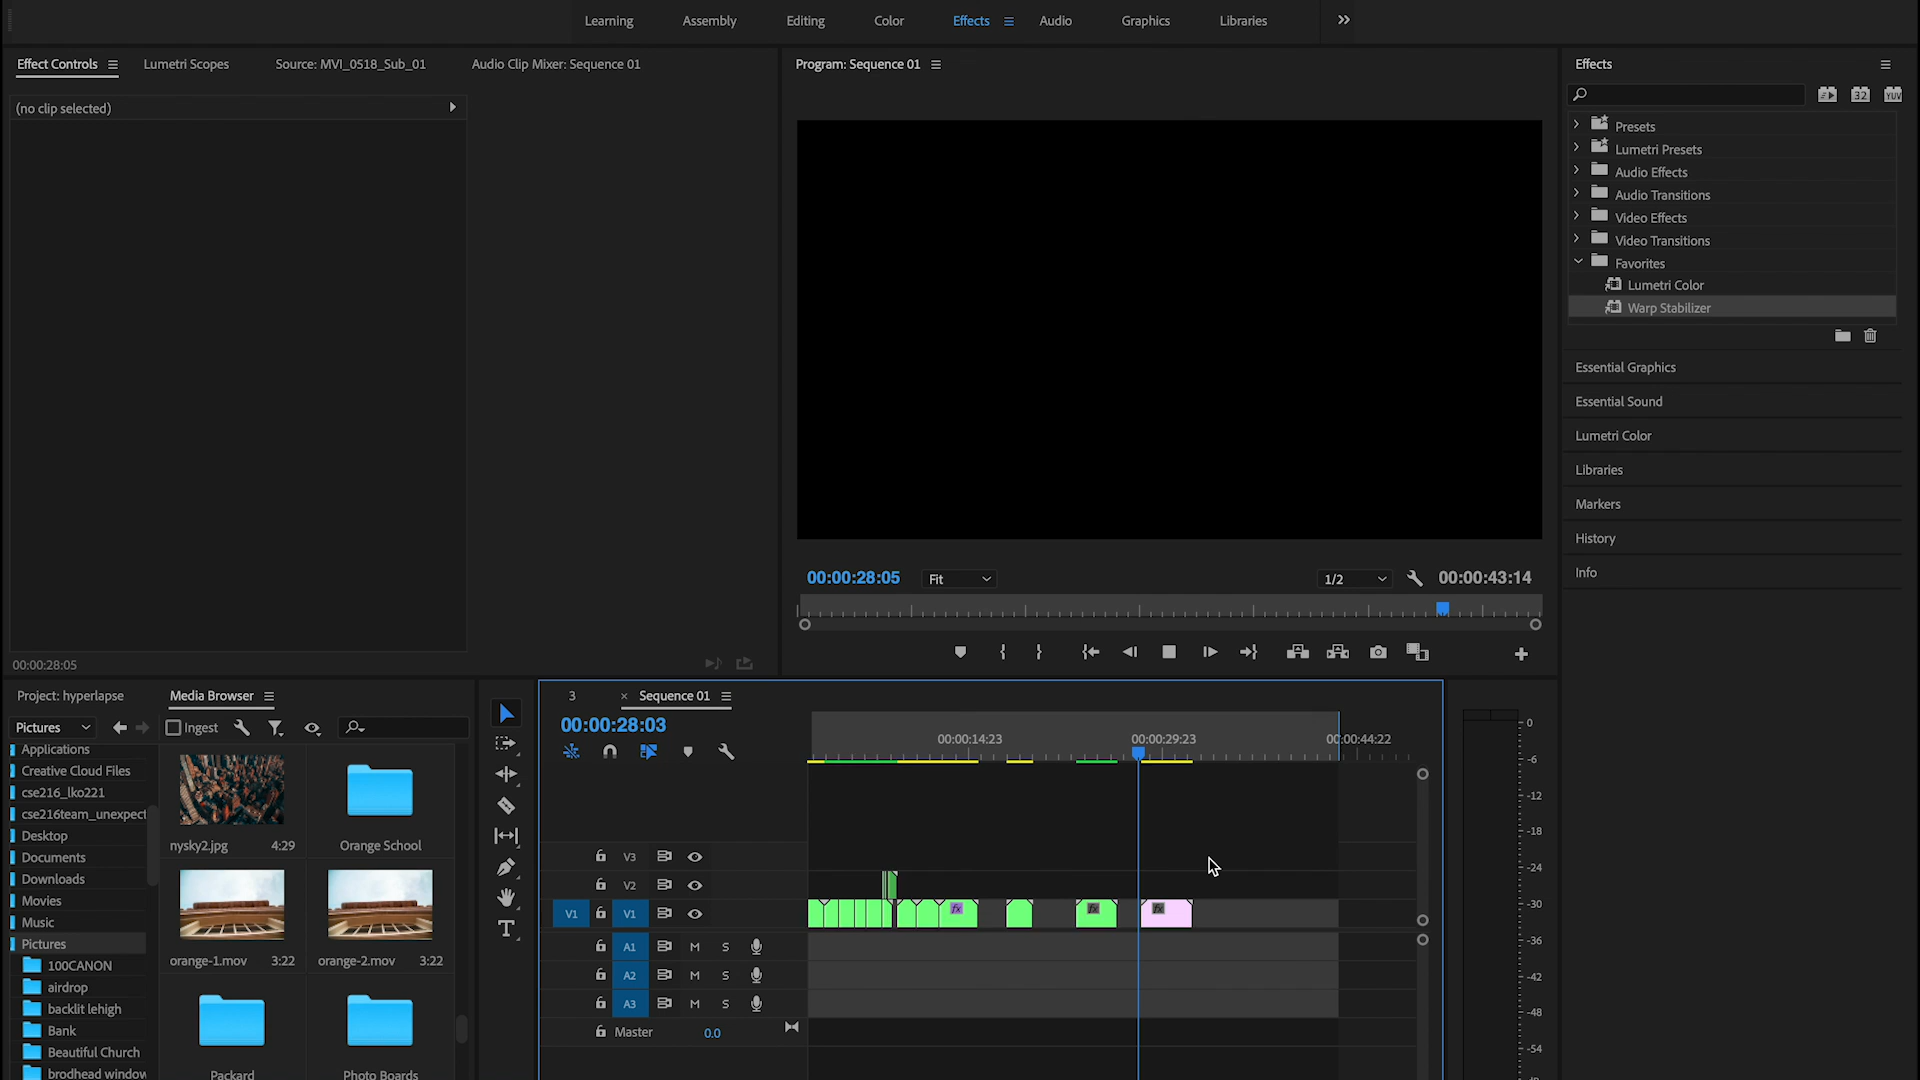 Learning Assembly Editing Color Effects Audio Graphics Libraries
Effect Controls Lumetri Scopes Source: MVI_0518_Sub_01 Audio Clip Mixer: Sequence 01
(no clip selected)
00:00:28:05
Program: Sequence 01
00:00:28:05 Fit 1/2 00:00:43:14
Effects
32 YUV
Presets
Lumetri Presets
Audio Effects
Audio Transitions
Video Effects
Video Transitions
Favorites
Lumetri Color
Warp Stabilizer
Essential Graphics
Essential Sound
Lumetri Color
Libraries
Markers
History
Info
Project: hyperlapse Media Browser
Pictures Ingest
Applications
Creative Cloud Files
cse216_lko221
cse216team_unexpect
Desktop
Documents
Downloads
Movies
Music
Pictures
100CANON
airdrop
backlit lehigh
Bank
Beautiful Church
brodhead window
nysky2.jpg 4:29
Orange School
orange-1.mov 3:22
orange-2.mov 3:22
Packard
Photo Boards
T
3 × Sequence 01
00:00:28:03
00:00:14:23 00:00:29:23 00:00:44:22
V3
V2
V1 V1
fx fx fx
A1 M S
A2 M S
A3 M S
Master 0.0
0
-6
-12
-18
-24
-30
-36
-42
-48
-54